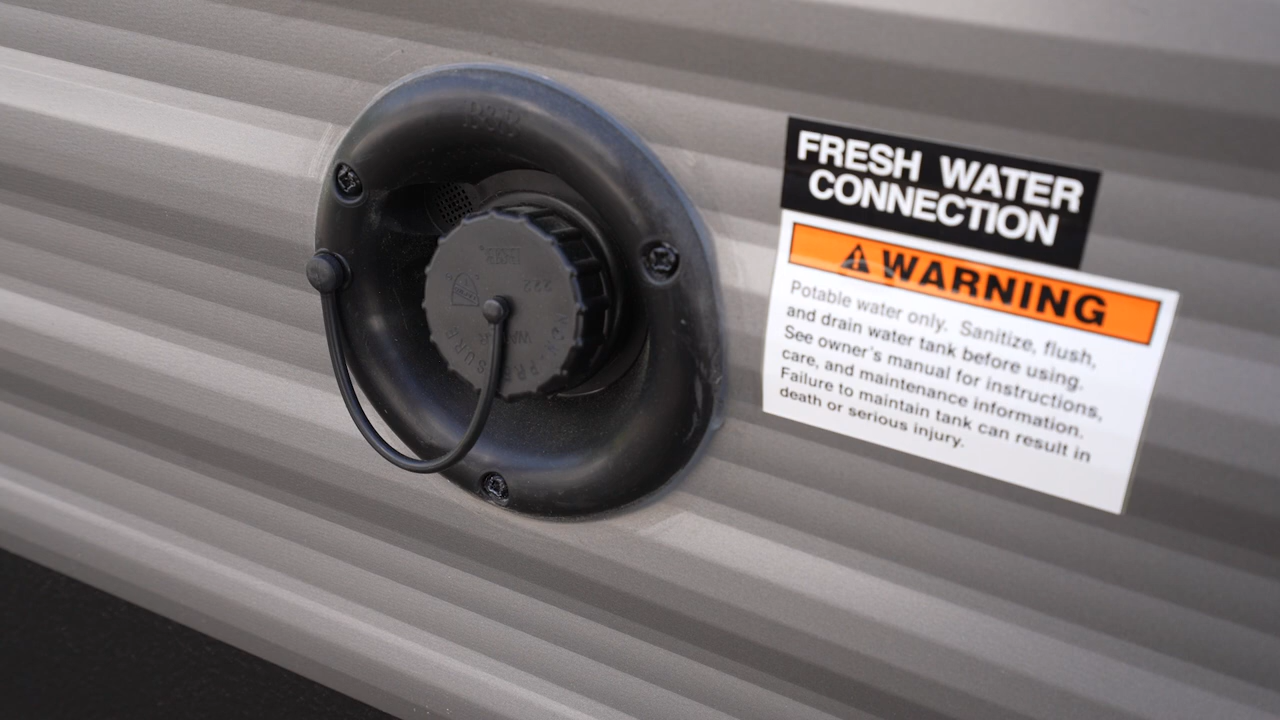 FRESH WATER
CONNECTION
WARNING
Potable water only. Sanitize, flush,
and drain water tank before using.
See owner's manual for instructions,
care, and maintenance information.
Failure to maintain tank can result in
death or serious injury.